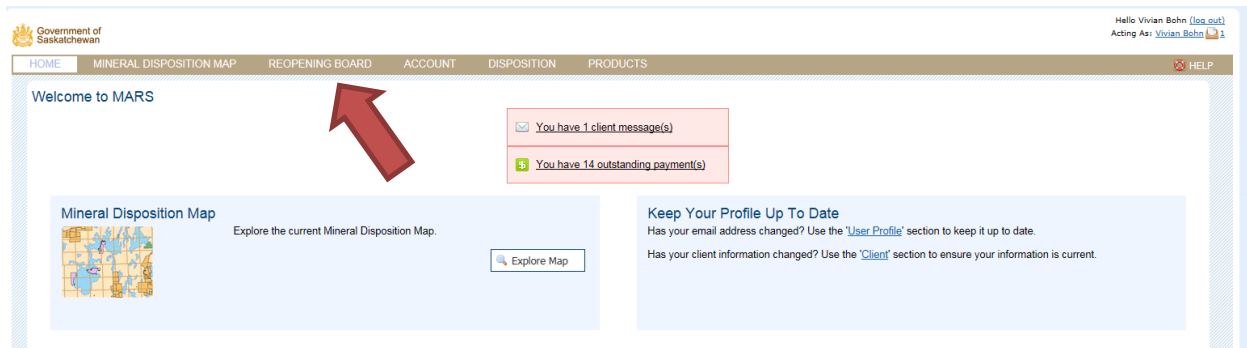 Government of
Saskatchewan
Hello Vivian Bohn (log out)
Acting As: Vivian Bohn 1
HOME MINERAL DISPOSITION MAP REOPENING BOARD ACCOUNT DISPOSITION PRODUCTS HELP
Welcome to MARS
You have 1 client message(s)
You have 14 outstanding payment(s)
Mineral Disposition Map
Explore the current Mineral Disposition Map.
Explore Map
Keep Your Profile Up To Date
Has your email address changed? Use the 'User Profile' section to keep it up to date.
Has your client information changed? Use the 'Client' section to ensure your information is current.